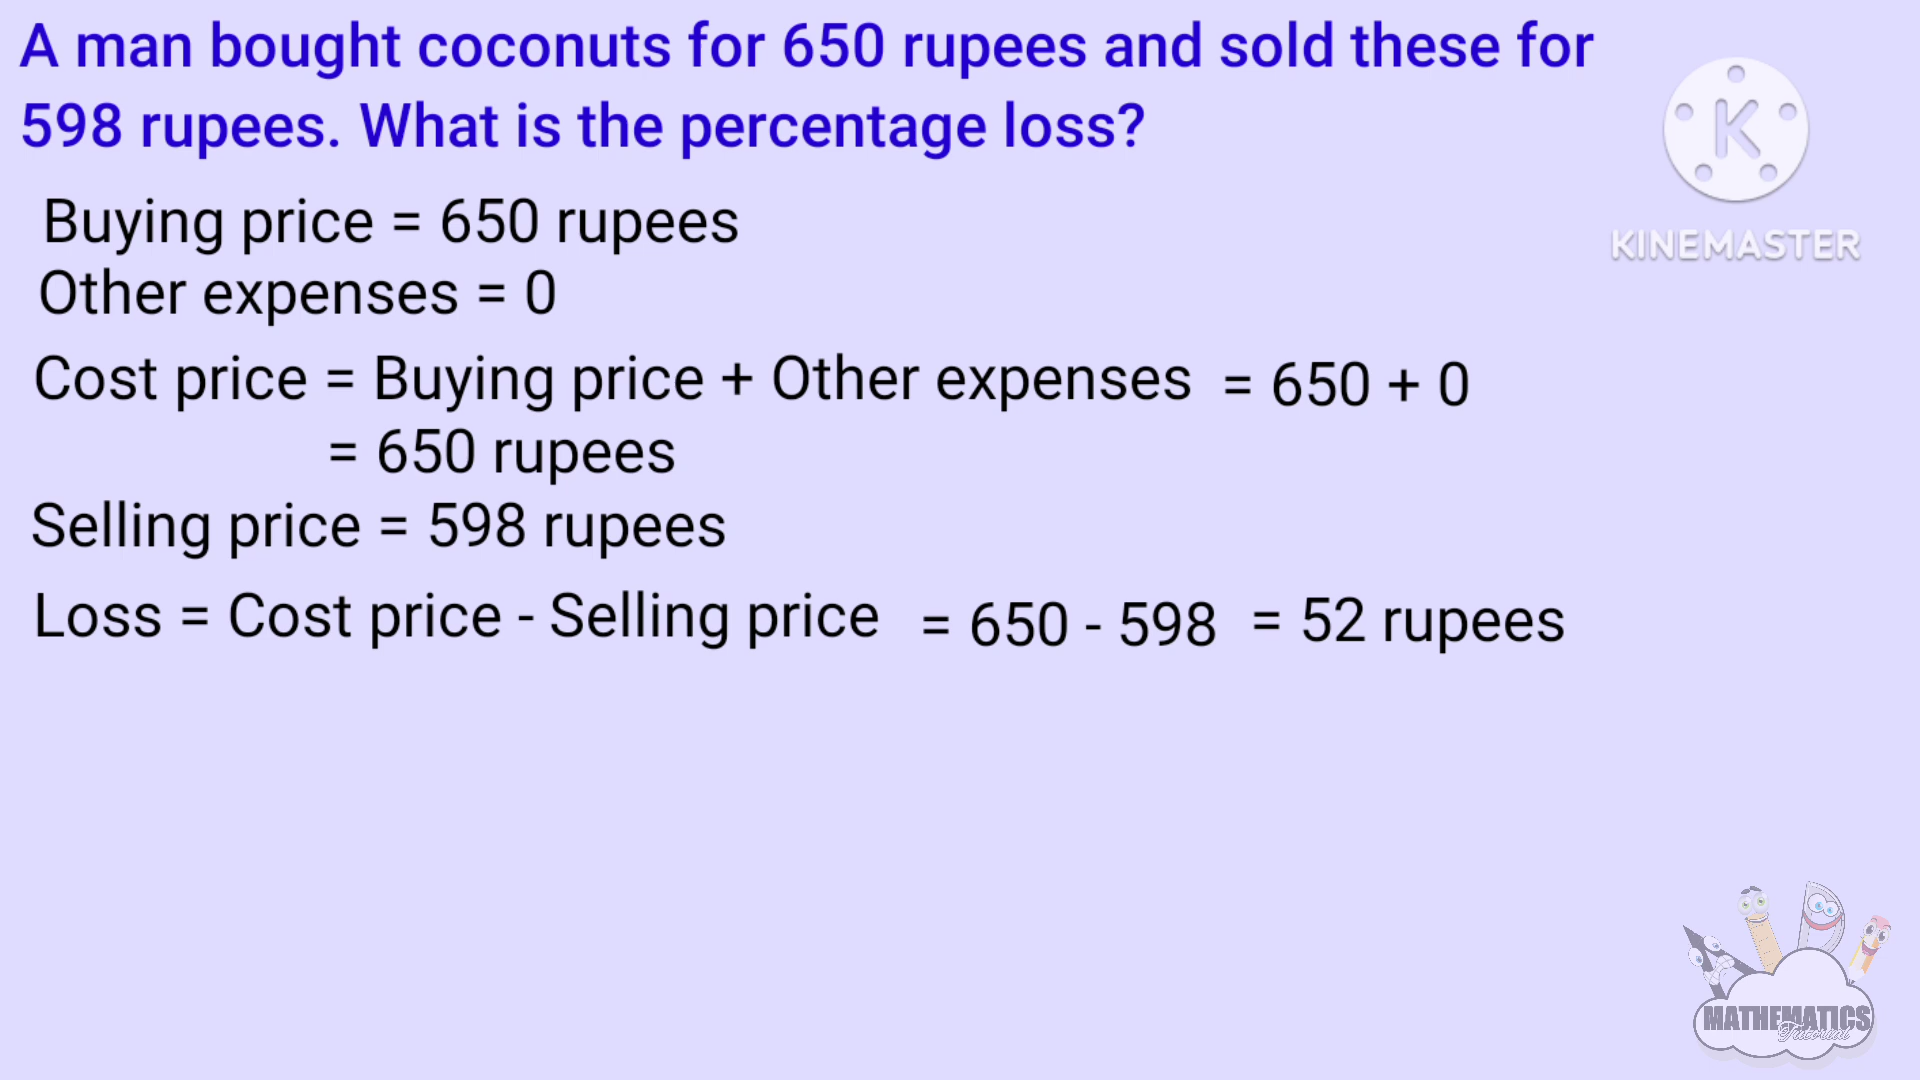 A man bought coconuts for 650 rupees and sold these for
598 rupees. What is the percentage loss?
K
KINEMASTER
Buying price = 650 rupees
Other expenses = 0
Cost price = Buying price + Other expenses = 650 + 0
= 650 rupees
Selling price = 598 rupees
Loss = Cost price - Selling price = 650 - 598 = 52 rupees
MATHEMATICS
Tutorial